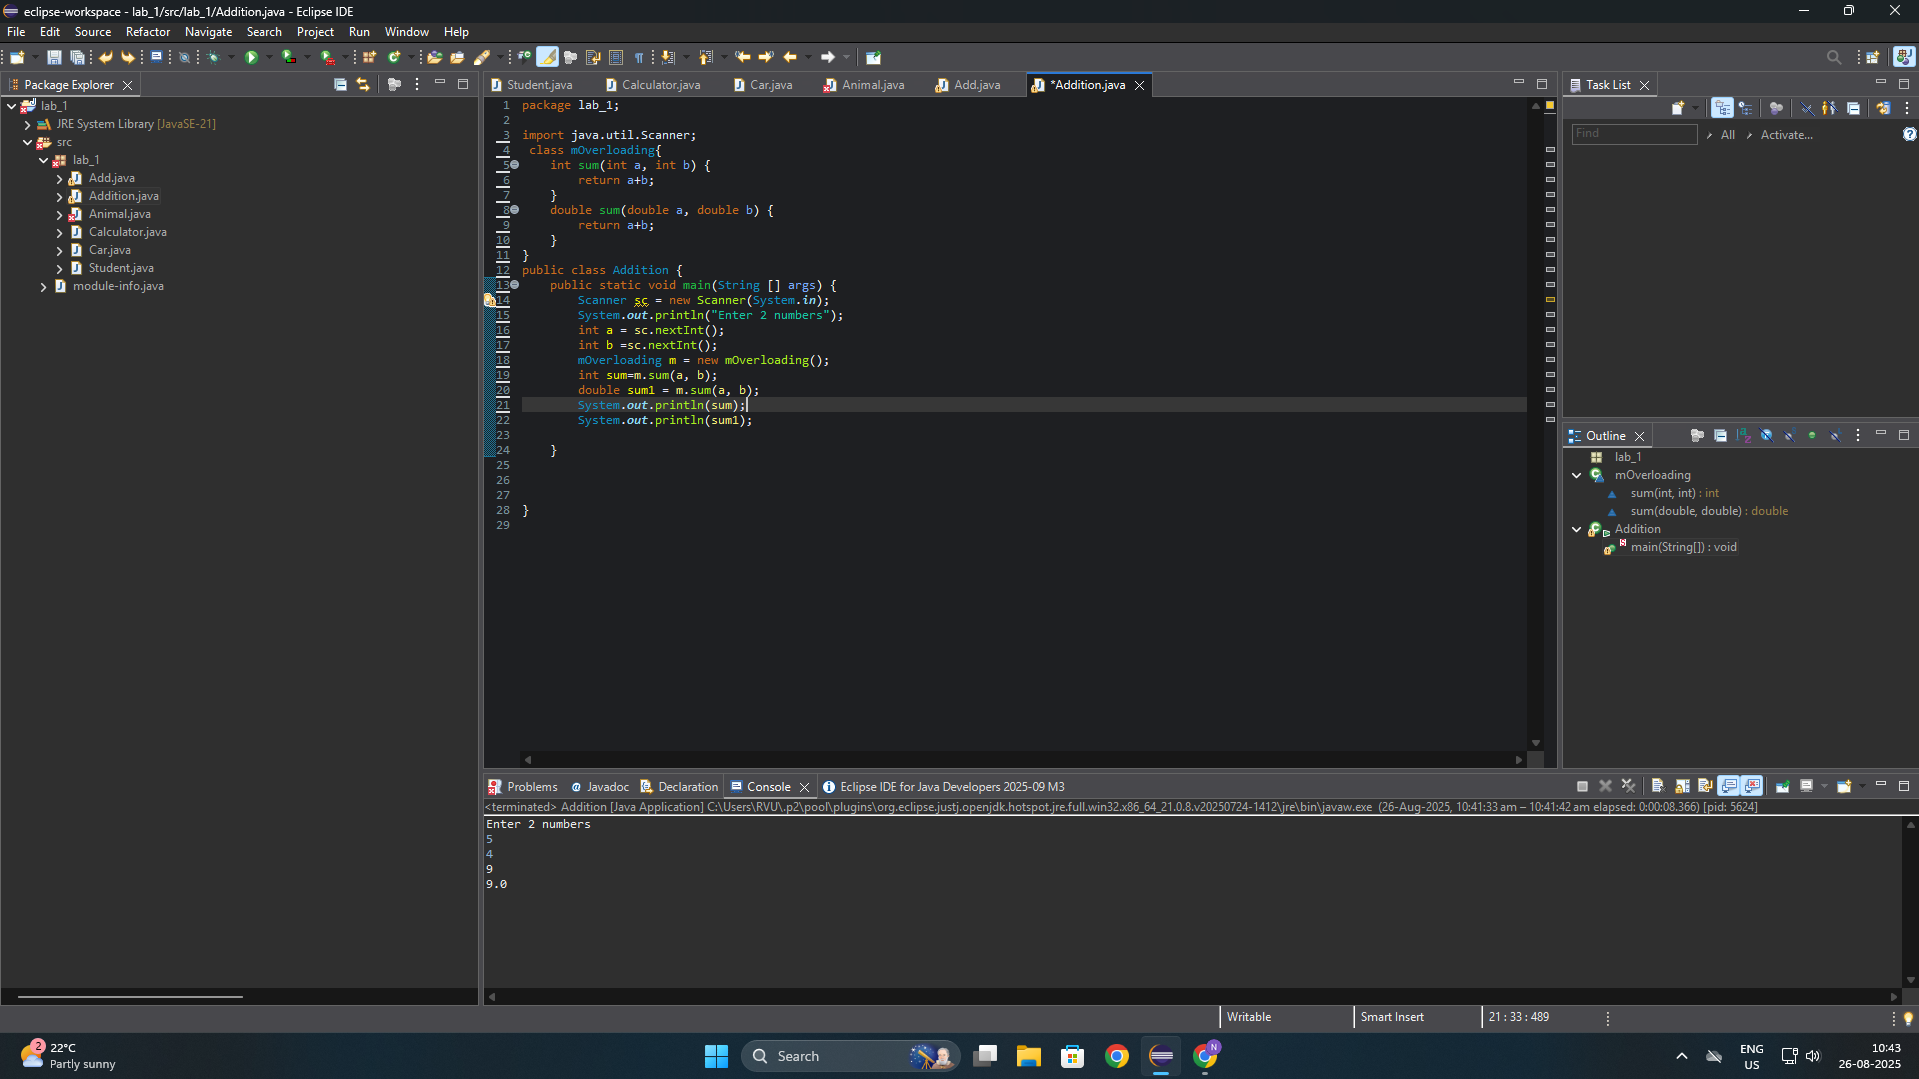 eclipse-workspace - lab_1/src/lab_1/Addition.java - Eclipse IDE
File Edit Source Refactor Navigate Search Project Run Window Help
Package Explorer
lab_1
JRE System Library [JavaSE-21]
src
lab_1
Add.java
Addition.java
Animal.java
Calculator.java
Car.java
Student.java
module-info.java
Student.java Calculator.java Car.java Animal.java Add.java *Addition.java
1 package lab_1;
2
3 import java.util.Scanner;
4 class mOverloading{
5 int sum(int a, int b) {
6 return a+b;
7 }
8 double sum(double a, double b) {
9 return a+b;
10 }
11 }
12 public class Addition {
13 public static void main(String [] args) {
14 Scanner sc = new Scanner(System.in);
15 System.out.println("Enter 2 numbers");
16 int a = sc.nextInt();
17 int b =sc.nextInt();
18 mOverloading m = new mOverloading();
19 int sum=m.sum(a, b);
20 double sum1 = m.sum(a, b);
21 System.out.println(sum);
22 System.out.println(sum1);
23
24 }
25
26
27
28 }
29
Task List
Find All Activate...
Outline
lab_1
mOverloading
sum(int, int) : int
sum(double, double) : double
Addition
main(String[]) : void
Problems Javadoc Declaration Console Eclipse IDE for Java Developers 2025-09 M3
<terminated> Addition [Java Application] C:\Users\RVU\.p2\pool\plugins\org.eclipse.justj.openjdk.hotspot.jre.full.win32.x86_64_21.0.8.v20250724-1412\jre\bin\javaw.exe (26-Aug-2025, 10:41:33 am – 10:41:42 am elapsed: 0:00:08.366) [pid: 5624]
Enter 2 numbers
5
4
9
9.0
Writable Smart Insert 21 : 33 : 489
2
22°C
Partly sunny
Search
N
ENG
US
10:43
26-08-2025